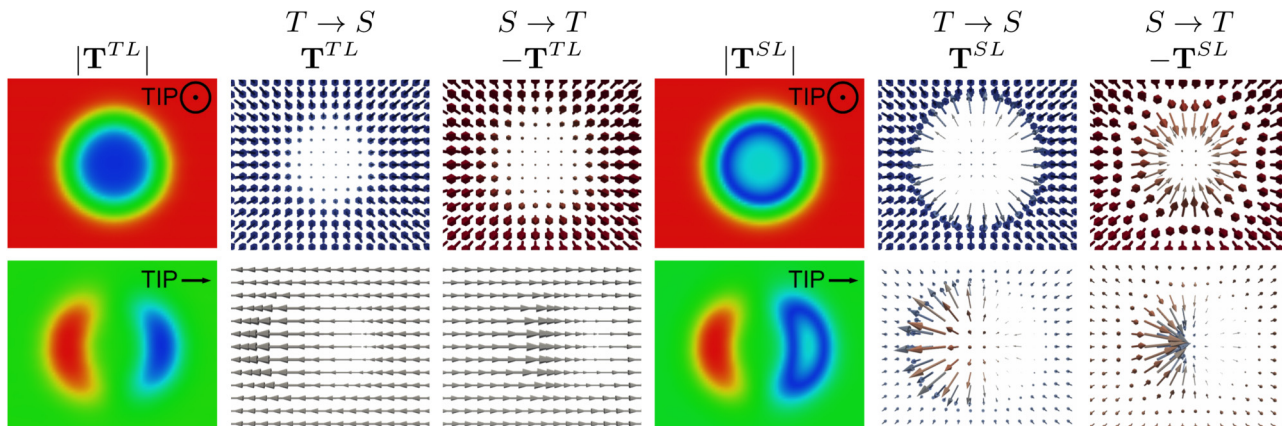 T → S S → T T → S S → T
|T^{TL}| T^{TL} −T^{TL} |T^{SL}| T^{SL} −T^{SL}
TIP ⊙ TIP ⊙
TIP → TIP →